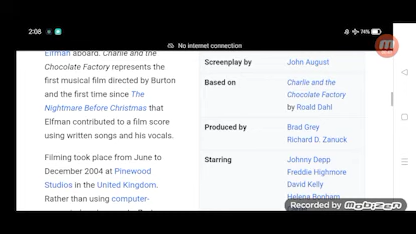 2:08
74%
No internet connection
Elfman aboard. Charlie and the
Chocolate Factory represents the
first musical film directed by Burton
and the first time since The
Nightmare Before Christmas that
Elfman contributed to a film score
using written songs and his vocals.
Filming took place from June to
December 2004 at Pinewood
Studios in the United Kingdom.
Rather than using computer-
Screenplay by John August
Based on Charlie and the
Chocolate Factory
by Roald Dahl
Produced by Brad Grey
Richard D. Zanuck
Starring Johnny Depp
Freddie Highmore
David Kelly
Helena Bonham
Recorded by Mobizen